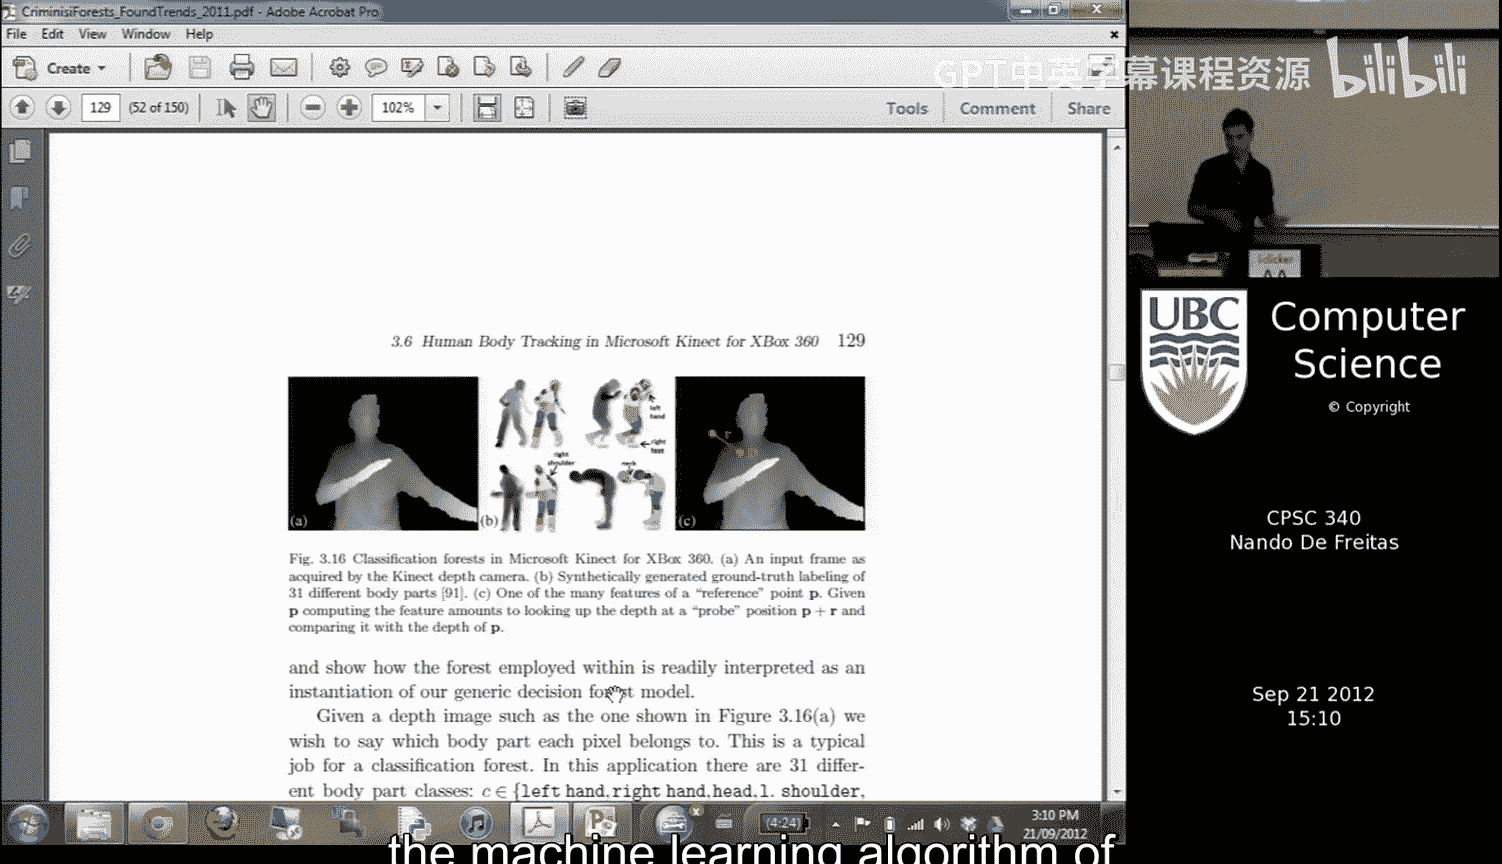 CriminisiForests_FoundTrends_2011.pdf - Adobe Acrobat Pro
File Edit View Window Help
Create
129 (52 of 150) 102% Tools Comment Share
GPT中英字幕课程资源 bilibili
3.6 Human Body Tracking in Microsoft Kinect for XBox 360 129
left hand
right foot
right shoulder
neck
(a) (b) (c)
r
Fig. 3.16 Classification forests in Microsoft Kinect for XBox 360. (a) An input frame as
acquired by the Kinect depth camera. (b) Synthetically generated ground-truth labeling of
31 different body parts [91]. (c) One of the many features of a “reference” point p. Given
p computing the feature amounts to looking up the depth at a “probe” position p + r and
comparing it with the depth of p.
and show how the forest employed within is readily interpreted as an
instantiation of our generic decision forest model.
Given a depth image such as the one shown in Figure 3.16(a) we
wish to say which body part each pixel belongs to. This is a typical
job for a classification forest. In this application there are 31 differ-
ent body part classes: c ∈ {left hand, right hand, head, l. shoulder,
(4:24)
3:10 PM
21/09/2012
the machine learning algorithm of
UBC
Computer
Science
© Copyright
CPSC 340
Nando De Freitas
Sep 21 2012
15:10